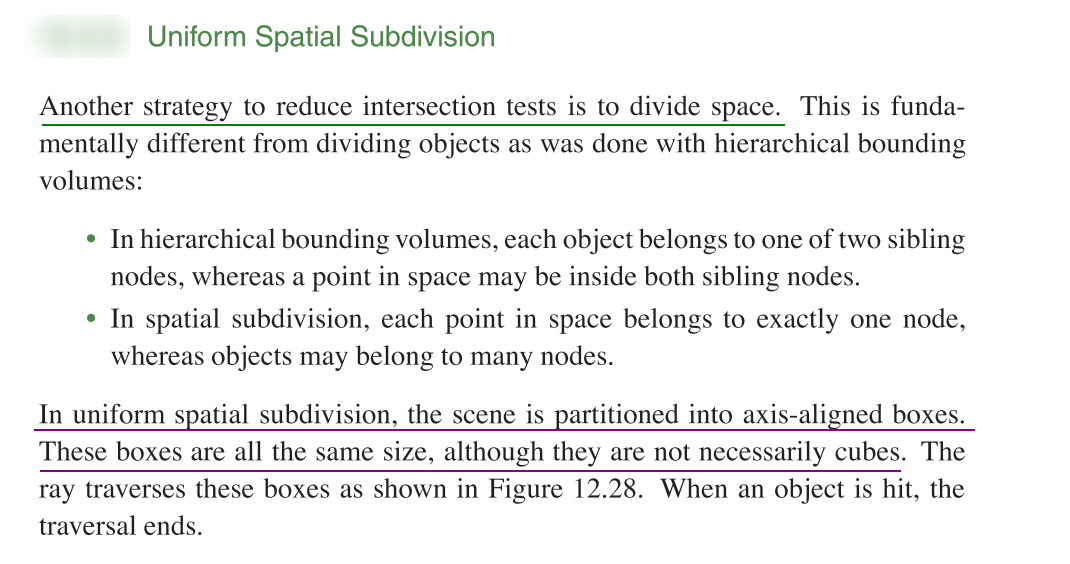 Uniform Spatial Subdivision
Another strategy to reduce intersection tests is to divide space. This is funda-
mentally different from dividing objects as was done with hierarchical bounding
volumes:
• In hierarchical bounding volumes, each object belongs to one of two sibling
nodes, whereas a point in space may be inside both sibling nodes.
• In spatial subdivision, each point in space belongs to exactly one node,
whereas objects may belong to many nodes.
In uniform spatial subdivision, the scene is partitioned into axis-aligned boxes.
These boxes are all the same size, although they are not necessarily cubes. The
ray traverses these boxes as shown in Figure 12.28. When an object is hit, the
traversal ends.